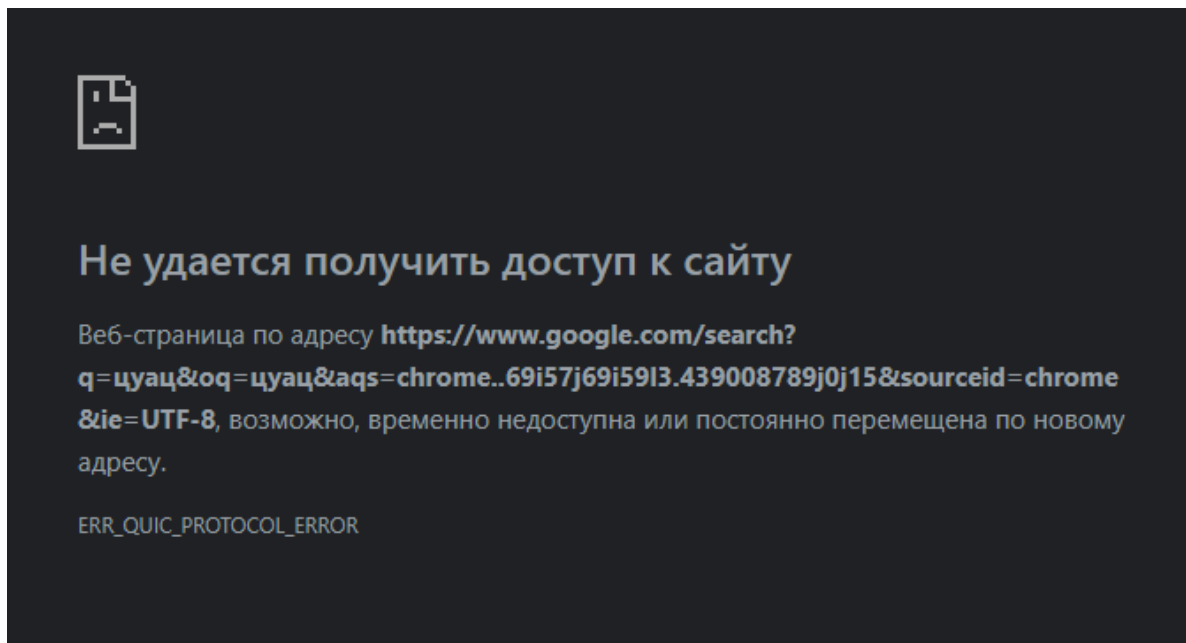 Не удается получить доступ к сайту
Веб-страница по адресу https://www.google.com/search?
q=цуац&oq=цуац&aqs=chrome..69i57j69i59l3.439008789j0j15&sourceid=chrome
&ie=UTF-8, возможно, временно недоступна или постоянно перемещена по новому
адресу.
ERR_QUIC_PROTOCOL_ERROR